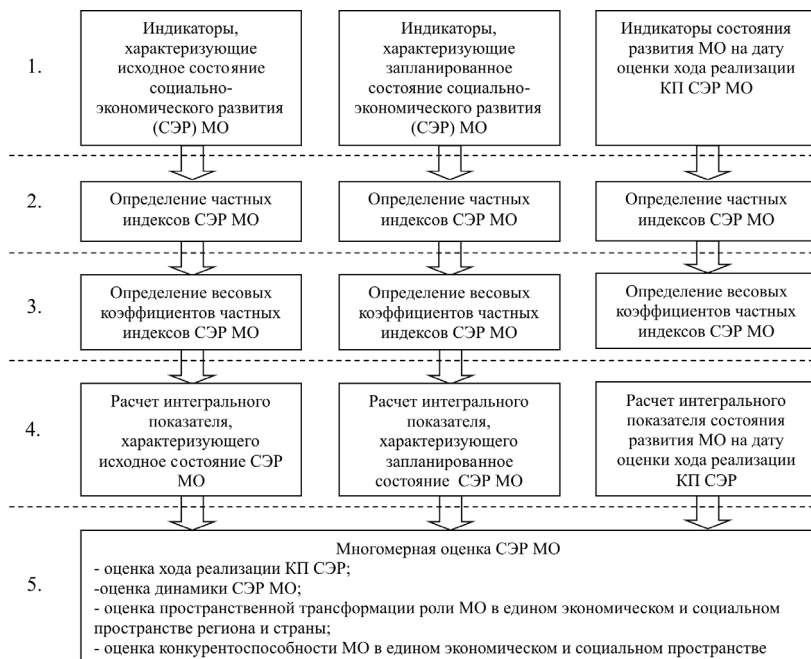 1.
Индикаторы,
характеризующие
исходное состояние
социально-
экономического развития
(СЭР) МО
Индикаторы,
характеризующие
запланированное
состояние социально-
экономического развития
(СЭР) МО
Индикаторы состояния
развития МО на дату
оценки хода реализации
КП СЭР МО
2.
Определение частных
индексов СЭР МО
Определение частных
индексов СЭР МО
Определение частных
индексов СЭР МО
3.
Определение весовых
коэффициентов частных
индексов СЭР МО
Определение весовых
коэффициентов частных
индексов СЭР МО
Определение весовых
коэффициентов частных
индексов СЭР МО
4.
Расчет интегрального
показателя,
характеризующего
исходное состояние СЭР
МО
Расчет интегрального
показателя,
характеризующего
запланированное
состояние СЭР МО
Расчет интегрального
показателя состояния
развития МО на дату
оценки хода реализации
КП СЭР
5.
Многомерная оценка СЭР МО
- оценка хода реализации КП СЭР;
-оценка динамики СЭР МО;
- оценка пространственной трансформации роли МО в едином экономическом и социальном
пространстве региона и страны;
- оценка конкурентоспособности МО в едином экономическом и социальном пространстве